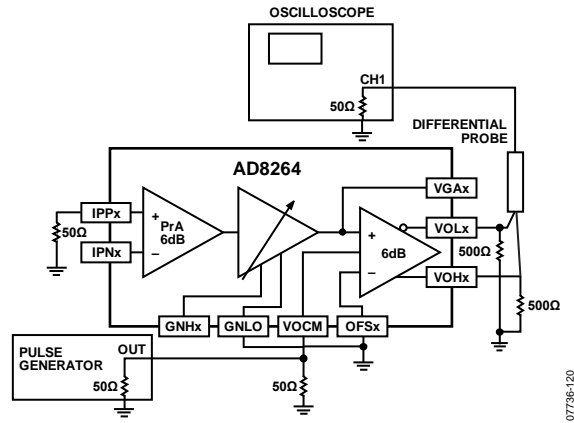 OSCILLOSCOPE
CH1
50Ω
DIFFERENTIAL
PROBE
AD8264
VGAx
IPPx
50Ω
IPNx
+
PrA
6dB
–
+
6dB
–
VOLx
500Ω
VOHx
500Ω
GNHx
GNLO
VOCM
OFSx
PULSE
GENERATOR
OUT
50Ω
50Ω
07736-120